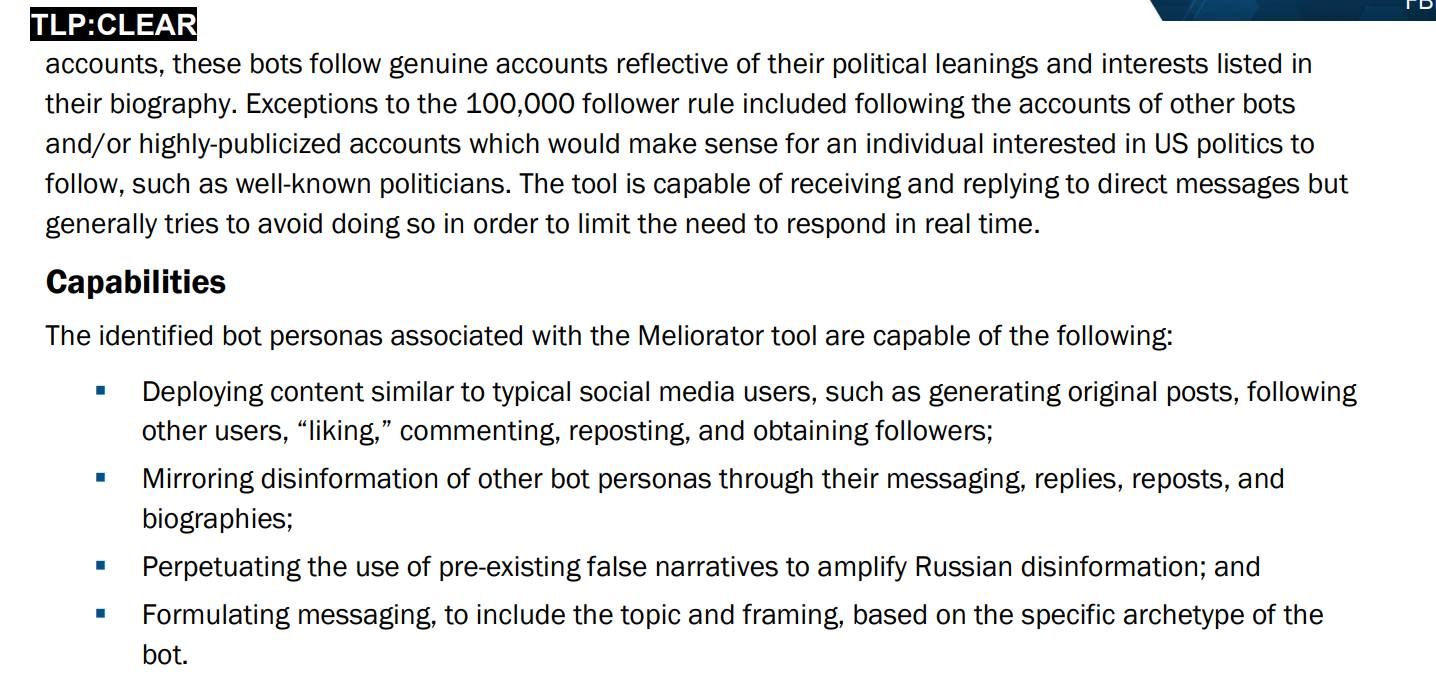 FB
TLP:CLEAR
accounts, these bots follow genuine accounts reflective of their political leanings and interests listed in
their biography. Exceptions to the 100,000 follower rule included following the accounts of other bots
and/or highly-publicized accounts which would make sense for an individual interested in US politics to
follow, such as well-known politicians. The tool is capable of receiving and replying to direct messages but
generally tries to avoid doing so in order to limit the need to respond in real time.
Capabilities
The identified bot personas associated with the Meliorator tool are capable of the following:
▪ Deploying content similar to typical social media users, such as generating original posts, following
other users, “liking,” commenting, reposting, and obtaining followers;
▪ Mirroring disinformation of other bot personas through their messaging, replies, reposts, and
biographies;
▪ Perpetuating the use of pre-existing false narratives to amplify Russian disinformation; and
▪ Formulating messaging, to include the topic and framing, based on the specific archetype of the
bot.